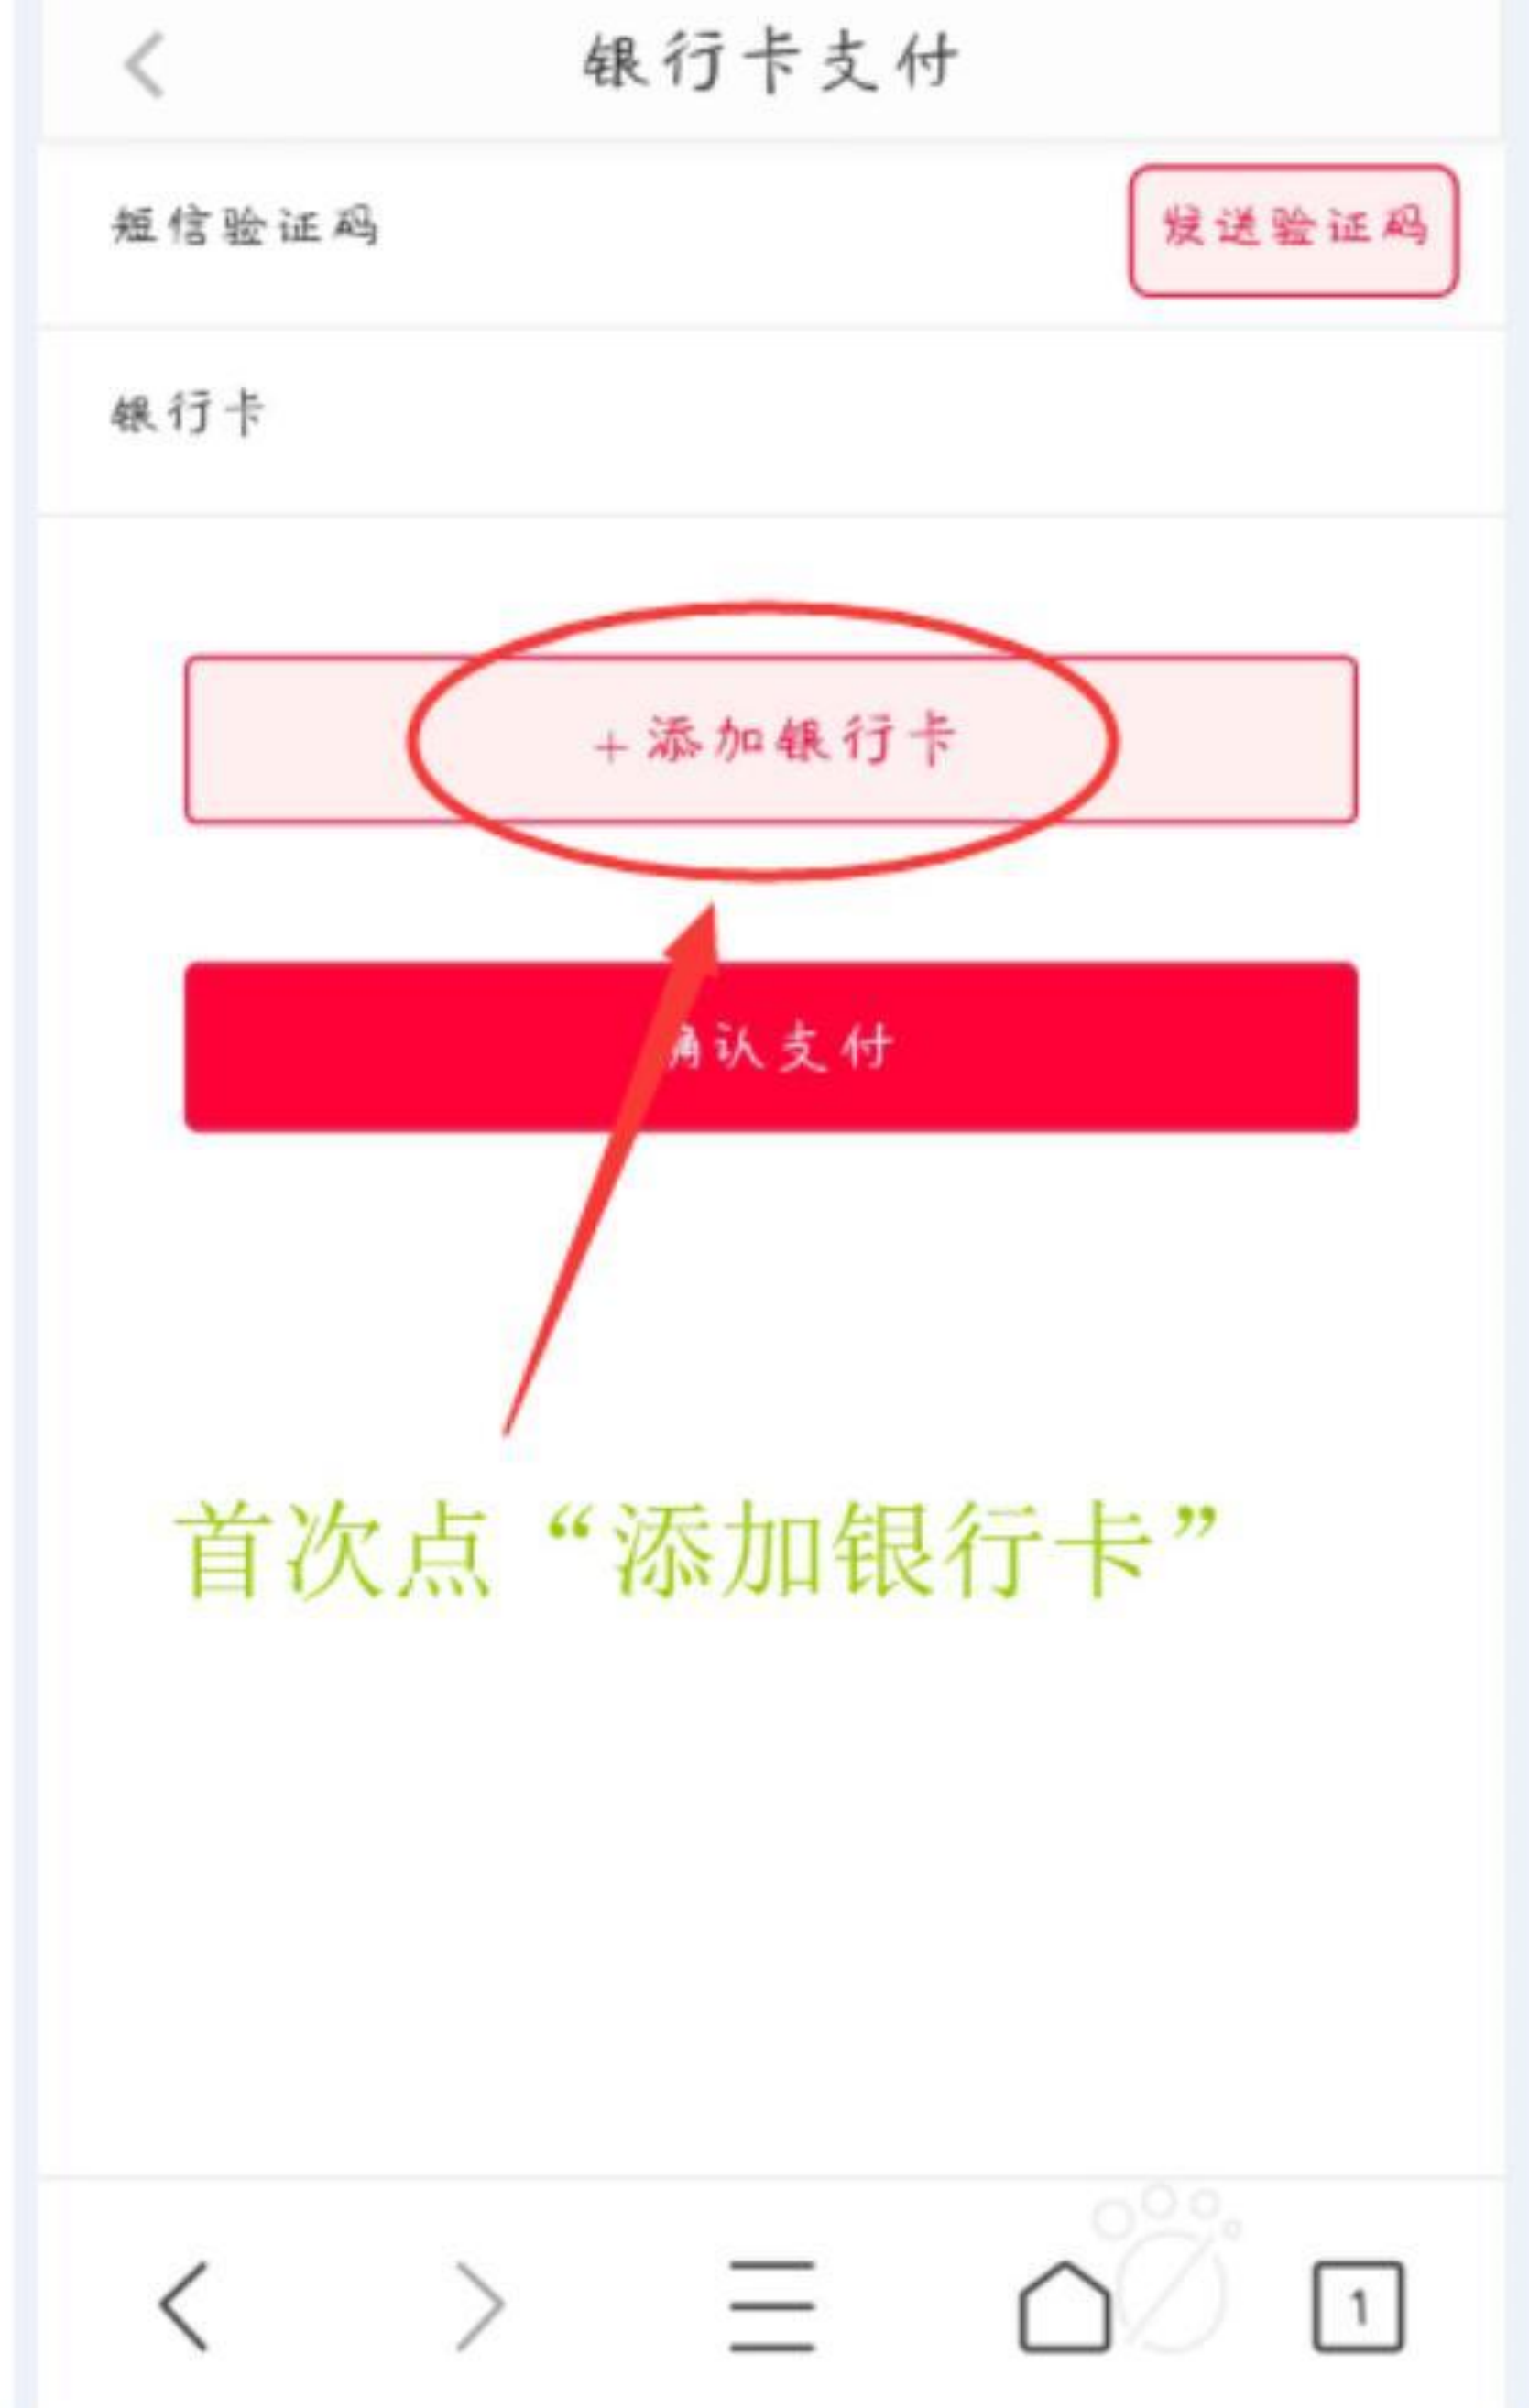 银行卡支付
短信验证码 发送验证码
银行卡
+添加银行卡
确认支付
首次点“添加银行卡”
1